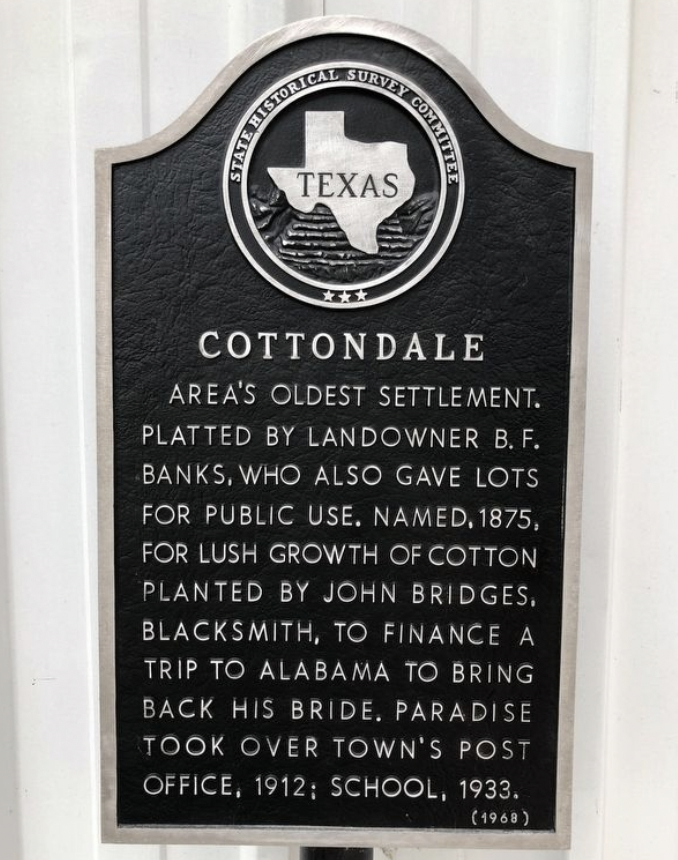 STATE HISTORICAL SURVEY COMMITTEE
TEXAS
COTTONDALE
AREA'S OLDEST SETTLEMENT.
PLATTED BY LANDOWNER B. F.
BANKS, WHO ALSO GAVE LOTS
FOR PUBLIC USE. NAMED, 1875,
FOR LUSH GROWTH OF COTTON
PLANTED BY JOHN BRIDGES,
BLACKSMITH, TO FINANCE A
TRIP TO ALABAMA TO BRING
BACK HIS BRIDE. PARADISE
TOOK OVER TOWN'S POST
OFFICE, 1912; SCHOOL, 1933.
(1968)